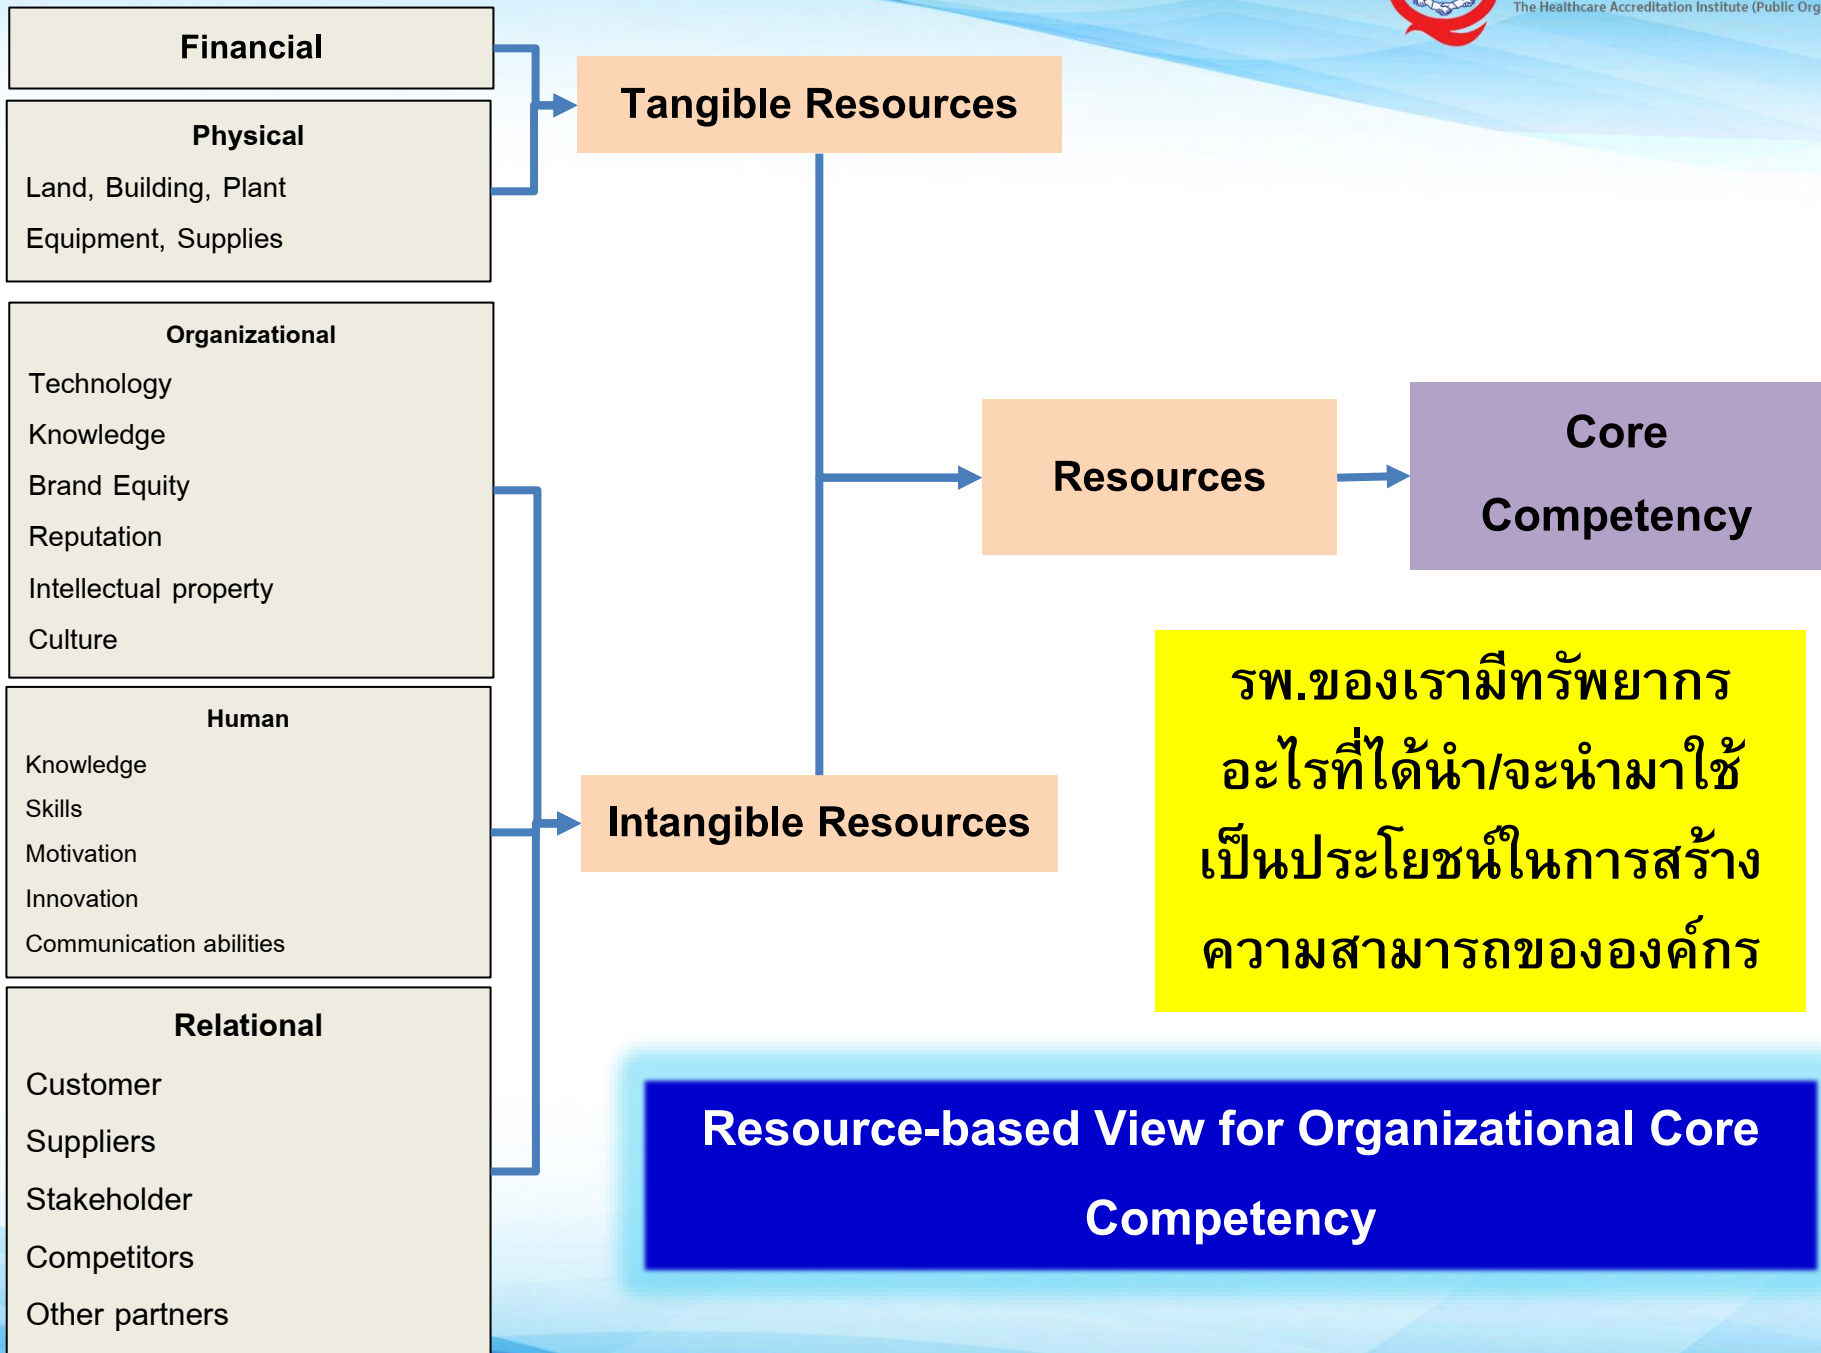 The Healthcare Accreditation Institute (Public Org
Financial
Physical
Land, Building, Plant
Equipment, Supplies
Organizational
Technology
Knowledge
Brand Equity
Reputation
Intellectual property
Culture
Human
Knowledge
Skills
Motivation
Innovation
Communication abilities
Relational
Customer
Suppliers
Stakeholder
Competitors
Other partners
Tangible Resources
Intangible Resources
Resources
Core
Competency
รพ.ของเรามีทรัพยากร
อะไรที่ได้นำ/จะนำมาใช้
เป็นประโยชน์ในการสร้าง
ความสามารถขององค์กร
Resource-based View for Organizational Core
Competency